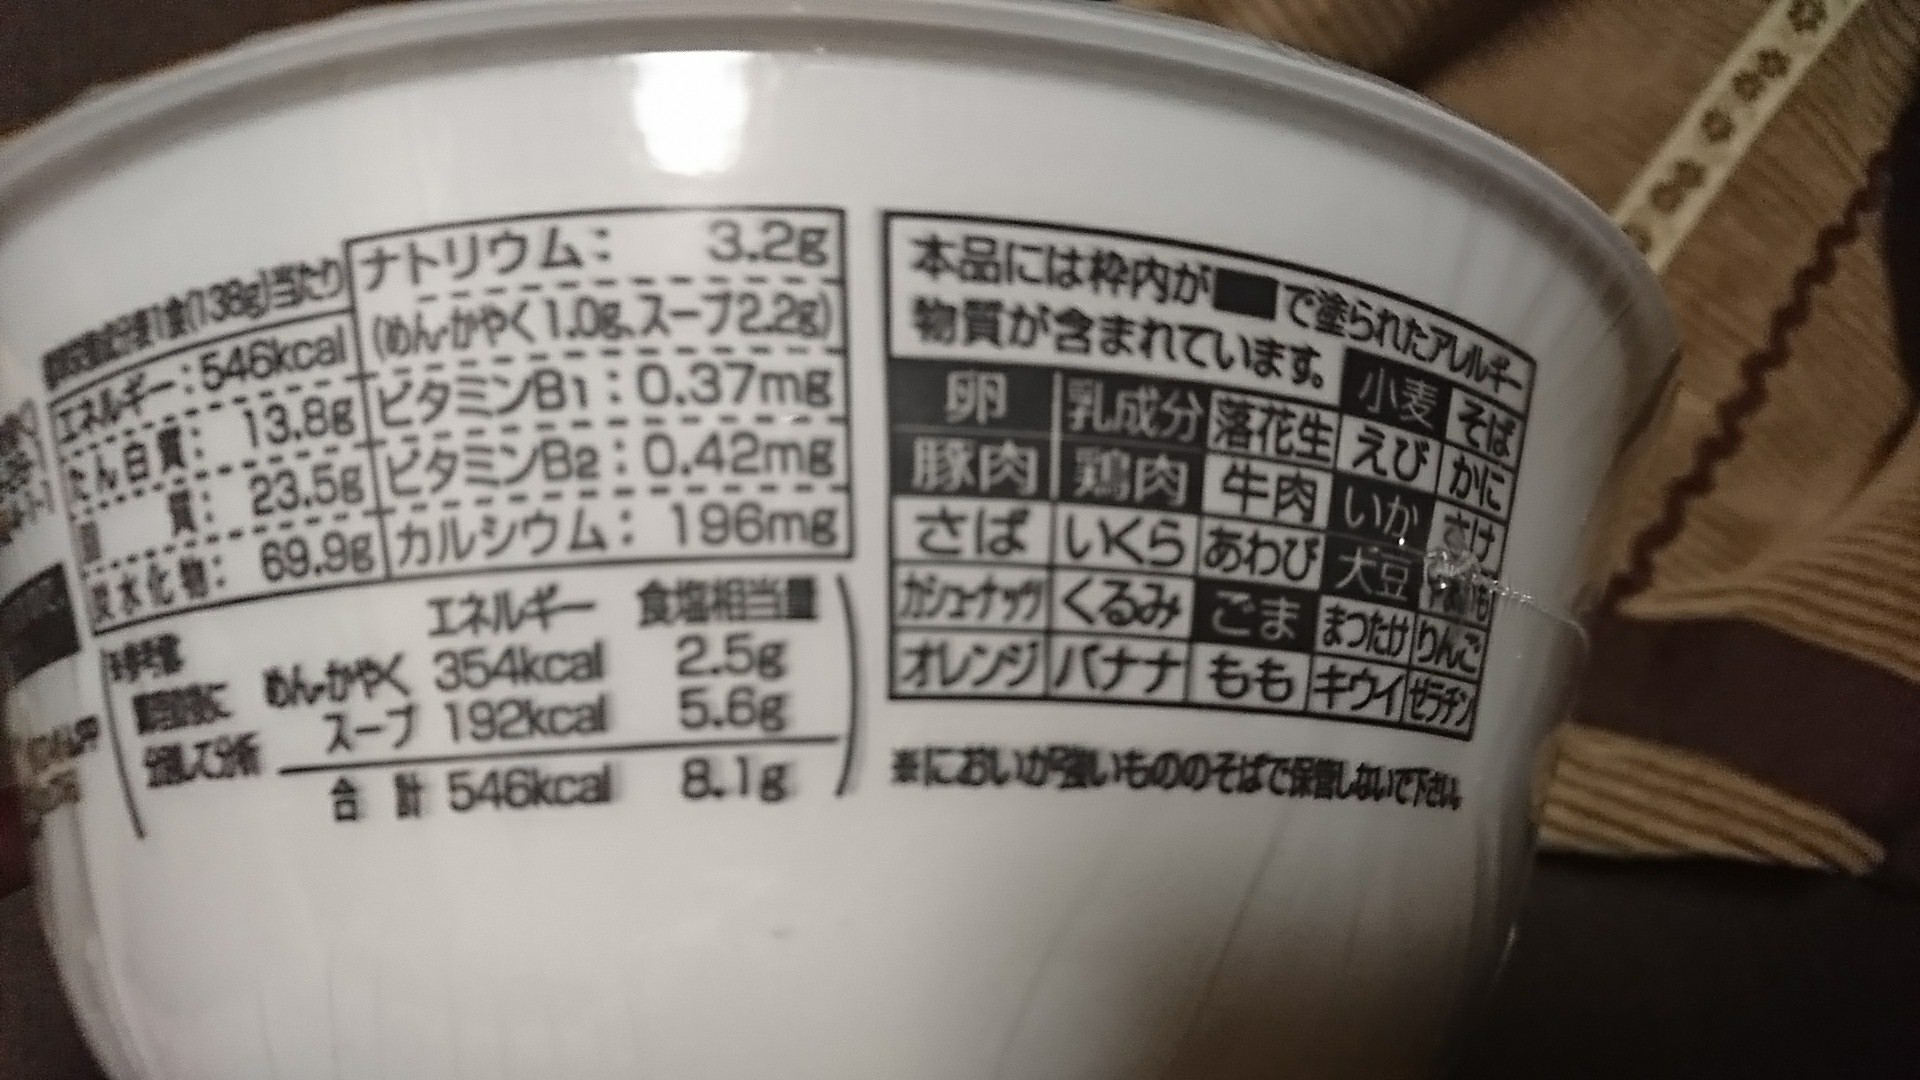 1食(138g)当たり
エネルギー:546kcal
たん白質: 13.8g
質: 23.5g
炭水化物: 69.9g
ナトリウム: 3.2g
(めん・かやく1.0g、スープ2.2g)
ビタミンB1:0.37mg
ビタミンB2:0.42mg
カルシウム: 196mg
エネルギー 食塩相当量
めん・かやく 354kcal 2.5g
スープ 192kcal 5.6g
合計 546kcal 8.1g
本品には枠内が■で塗られたアレルギー
物質が含まれています。 小麦 そば
卵 乳成分 落花生 えび かに
豚肉 鶏肉 牛肉 いか さけ
さば いくら あわび 大豆
カシューナッツ くるみ ごま まつたけ りんご
オレンジ バナナ もも キウイ ゼラチン
※においが強いもののそばで保管しないで下さい。